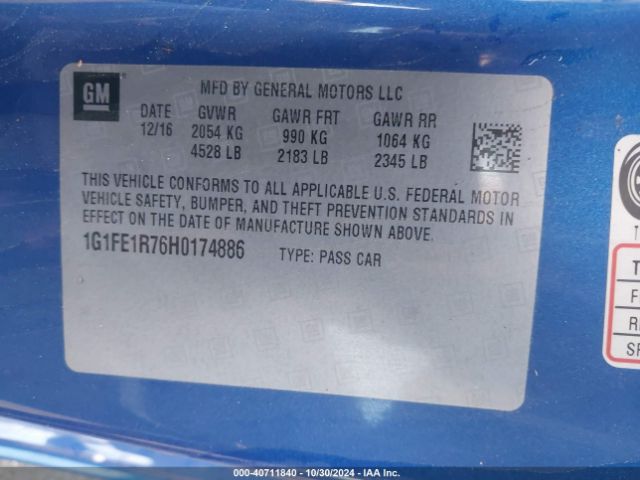 GM
MFD BY GENERAL MOTORS LLC
DATE GVWR GAWR FRT GAWR RR
12/16 2054 KG 990 KG 1064 KG
4528 LB 2183 LB 2345 LB
THIS VEHICLE CONFORMS TO ALL APPLICABLE U.S. FEDERAL MOTOR
VEHICLE SAFETY, BUMPER, AND THEFT PREVENTION STANDARDS IN
EFFECT ON THE DATE OF MANUFACTURE SHOWN ABOVE.
1G1FE1R76H0174886 TYPE: PASS CAR
000-40711840 - 10/30/2024 - IAA Inc.